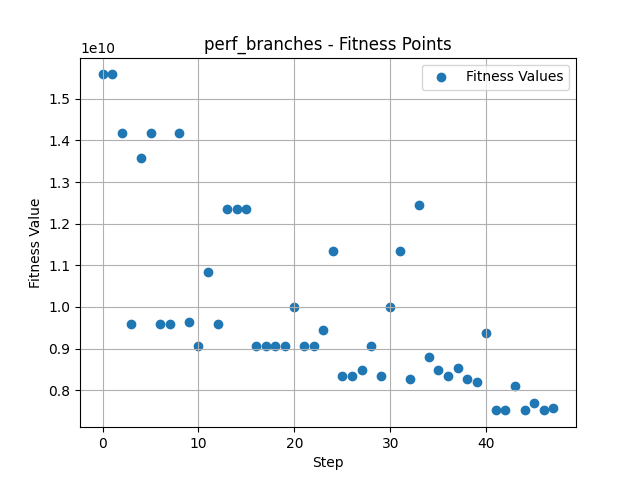 perf_branches - Fitness Points
1e10
Fitness Values
1.5
1.4
1.3
1.2
1.1
1.0
0.9
0.8
Fitness Value
0 10 20 30 40
Step